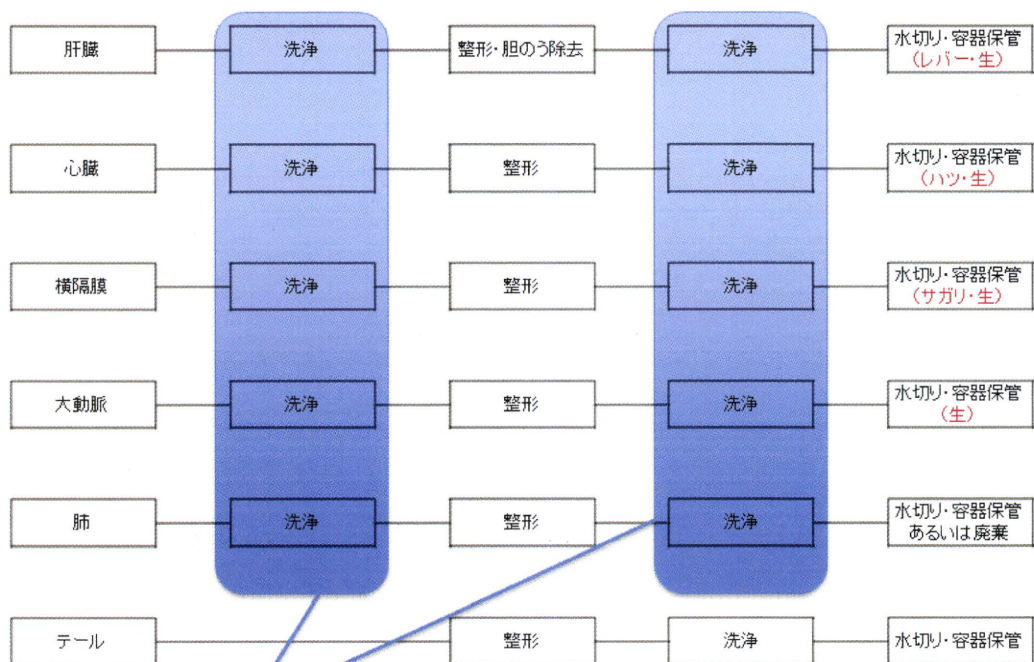 肝臓 洗浄 整形・胆のう除去 洗浄 水切り・容器保管
(レバー・生)
心臓 洗浄 整形 洗浄 水切り・容器保管
(ハツ・生)
横隔膜 洗浄 整形 洗浄 水切り・容器保管
(サガリ・生)
大動脈 洗浄 整形 洗浄 水切り・容器保管
(生)
肺 洗浄 整形 洗浄 水切り・容器保管
あるいは廃棄
テール 整形 洗浄 水切り・容器保管